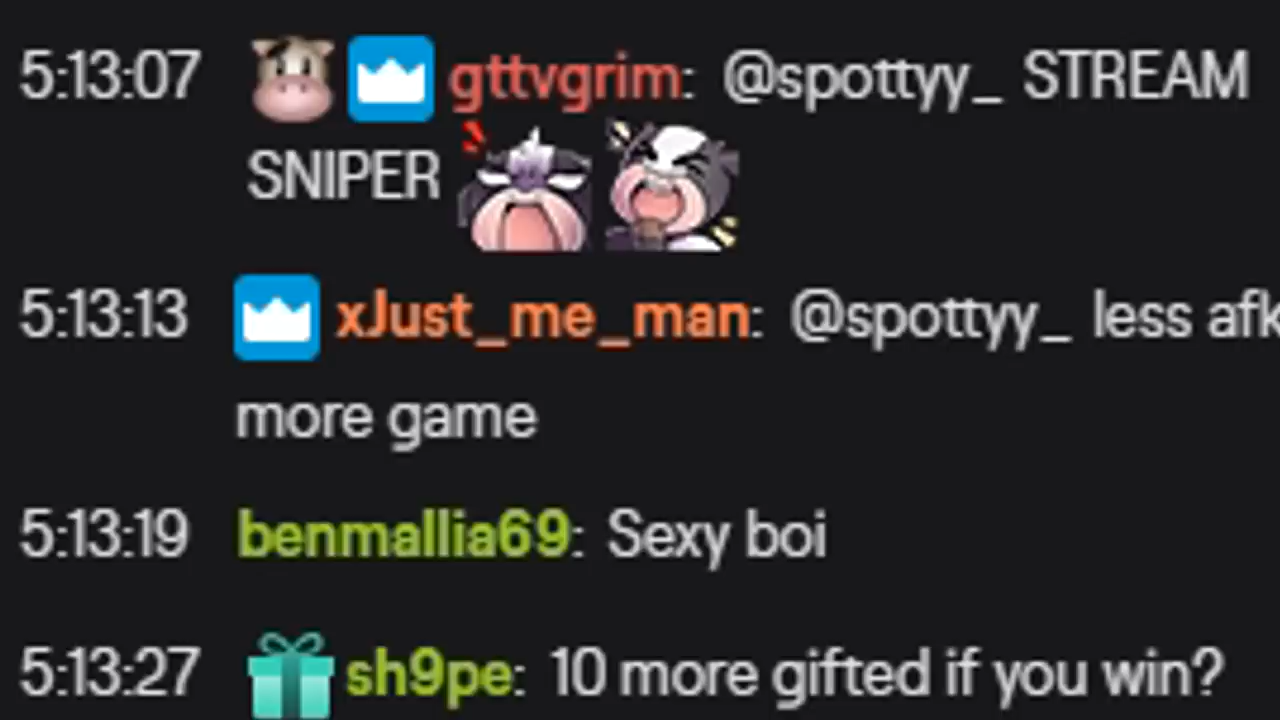 5:13:07 gttvgrim: @spottyy_ STREAM
SNIPER
5:13:13 xJust_me_man: @spottyy_ less afk
more game
5:13:19 benmallia69: Sexy boi
5:13:27 sh9pe: 10 more gifted if you win?